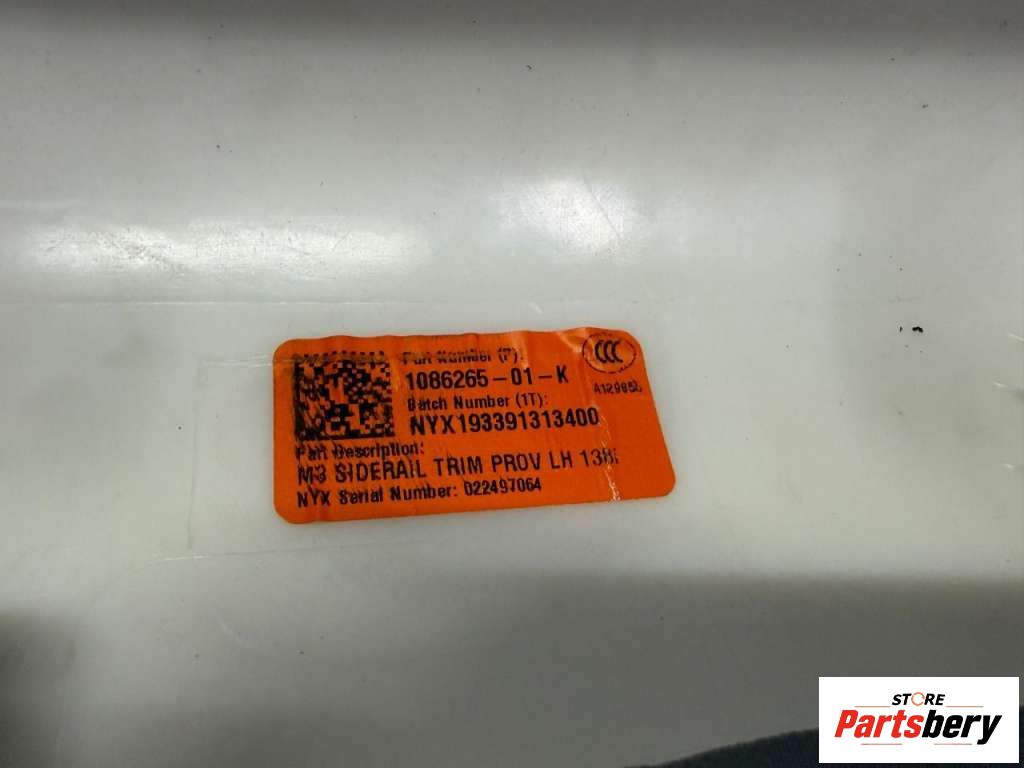 Part Number (P):
1086265-01-K
Batch Number (1T):
NYX193391313400
Part Description:
M3 SIDERAIL TRIM PROV LH
NYX Serial Number: 022497064
CCC
STORE
Partsbery